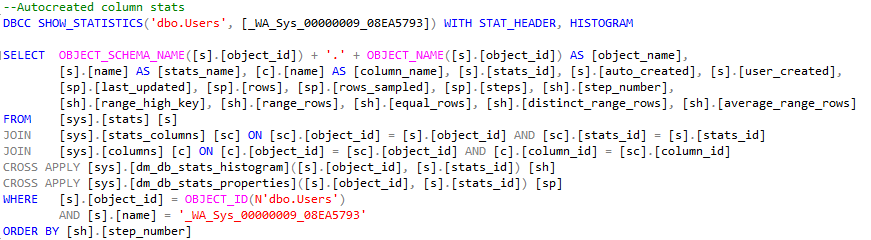 --Autocreated column stats
DBCC SHOW_STATISTICS('dbo.Users', [_WA_Sys_00000009_08EA5793]) WITH STAT_HEADER, HISTOGRAM
SELECT OBJECT_SCHEMA_NAME([s].[object_id]) + '.' + OBJECT_NAME([s].[object_id]) AS [object_name],
[s].[name] AS [stats_name], [c].[name] AS [column_name], [s].[stats_id], [s].[auto_created], [s].[user_created],
[sp].[last_updated], [sp].[rows], [sp].[rows_sampled], [sp].[steps], [sh].[step_number],
[sh].[range_high_key], [sh].[range_rows], [sh].[equal_rows], [sh].[distinct_range_rows], [sh].[average_range_rows]
FROM [sys].[stats] [s]
JOIN [sys].[stats_columns] [sc] ON [sc].[object_id] = [s].[object_id] AND [sc].[stats_id] = [s].[stats_id]
JOIN [sys].[columns] [c] ON [c].[object_id] = [sc].[object_id] AND [c].[column_id] = [sc].[column_id]
CROSS APPLY [sys].[dm_db_stats_histogram]([s].[object_id], [s].[stats_id]) [sh]
CROSS APPLY [sys].[dm_db_stats_properties]([s].[object_id], [s].[stats_id]) [sp]
WHERE [s].[object_id] = OBJECT_ID(N'dbo.Users')
AND [s].[name] = '_WA_Sys_00000009_08EA5793'
ORDER BY [sh].[step_number]